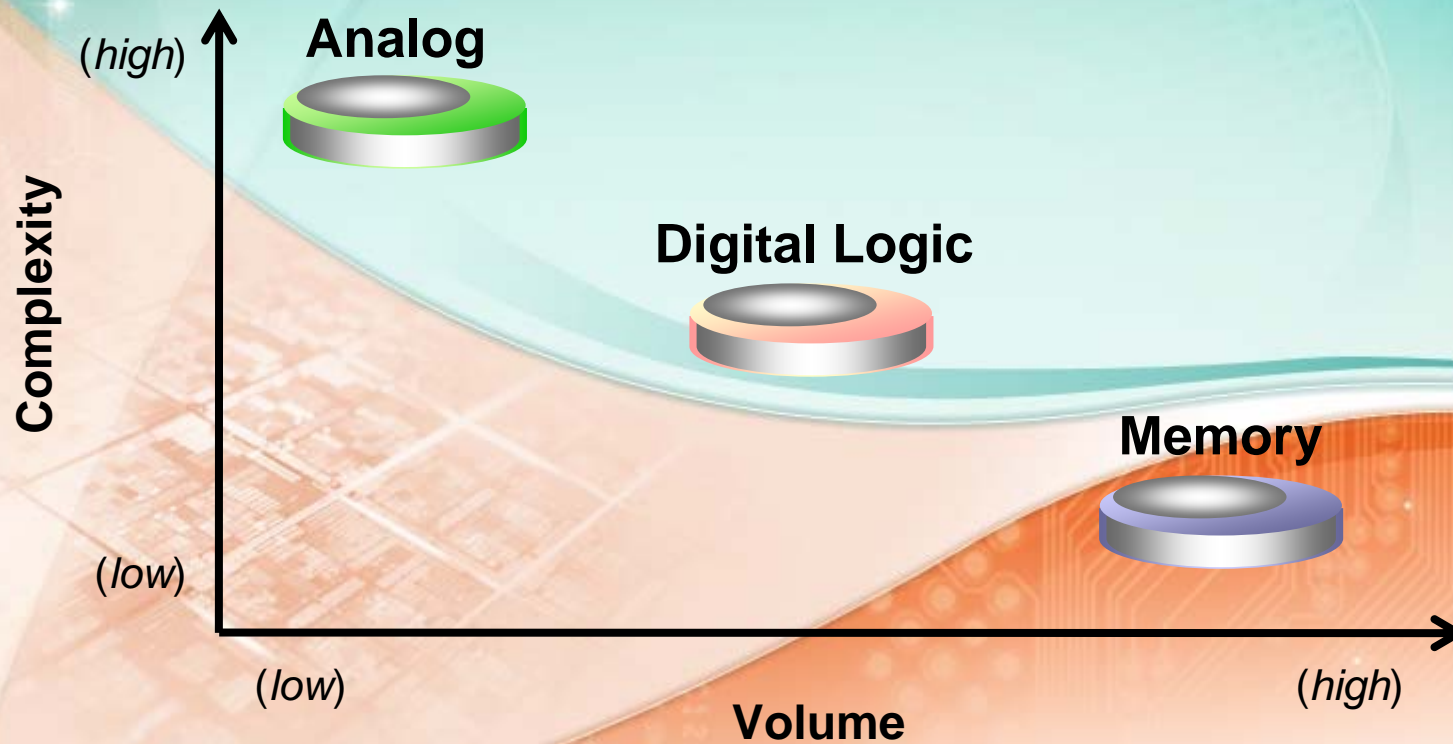 (high)
Analog
Complexity
Digital Logic
Memory
(low)
(low)
(high)
Volume